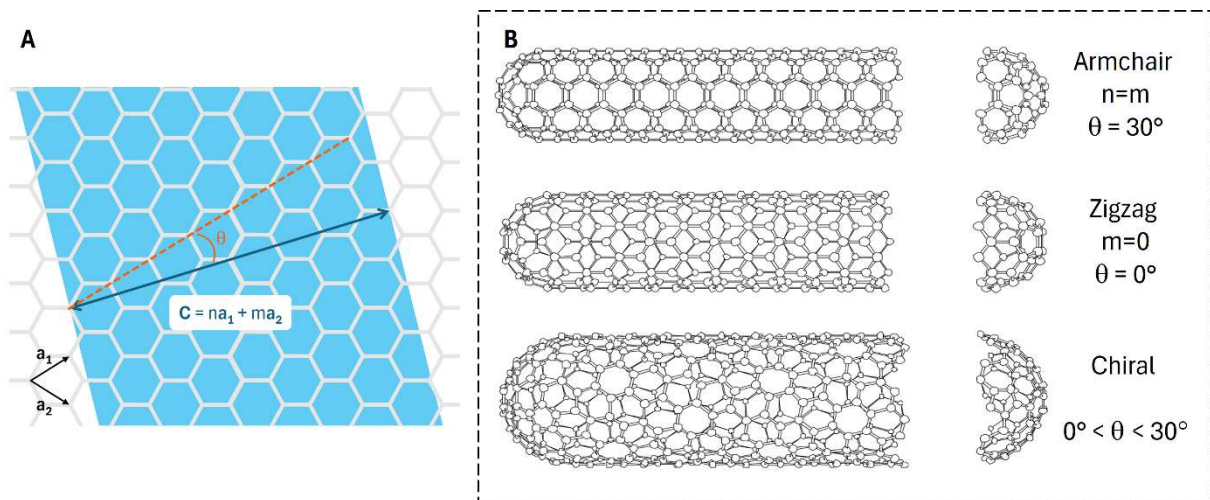 A
θ
C = na₁ + ma₂
a₁
a₂
B
Armchair
n=m
θ = 30°
Zigzag
m=0
θ = 0°
Chiral
0° < θ < 30°